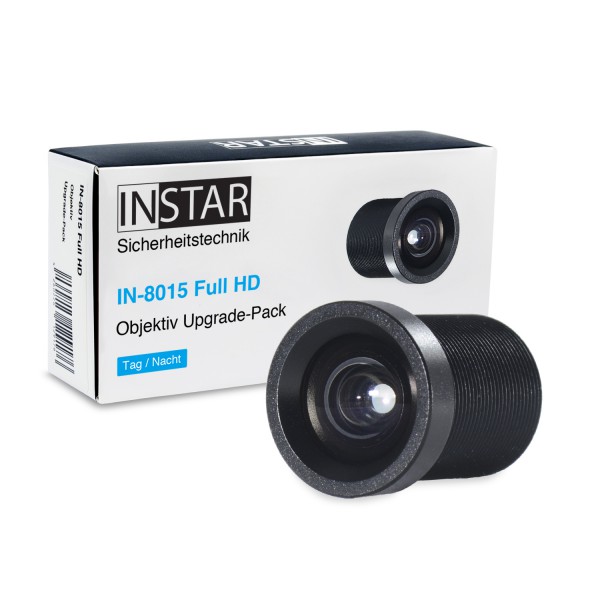 INSTAR
INSTAR
Sicherheitstechnik
IN-8015 Full HD
Objektiv Upgrade-Pack
Tag / Nacht
IN-8015 Full HD
Objektiv
Upgrade-Pack